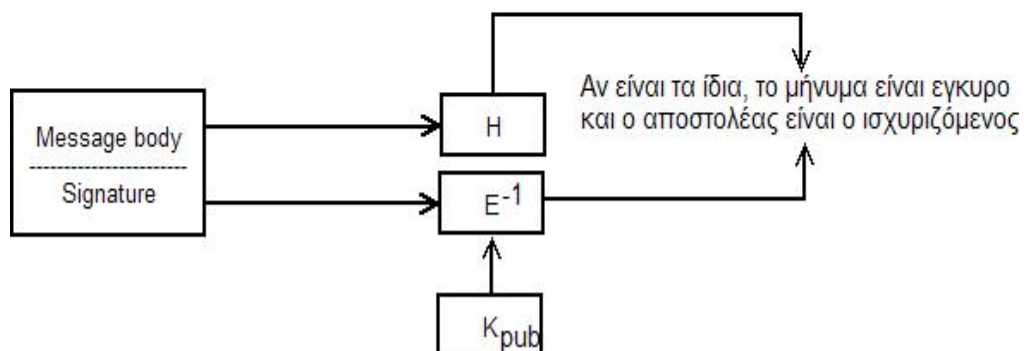 Message body
Signature
H
E-1
Kpub
Αν είναι τα ίδια, το μήνυμα είναι εγκυρο
και ο αποστολέας είναι ο ισχυριζόμενος